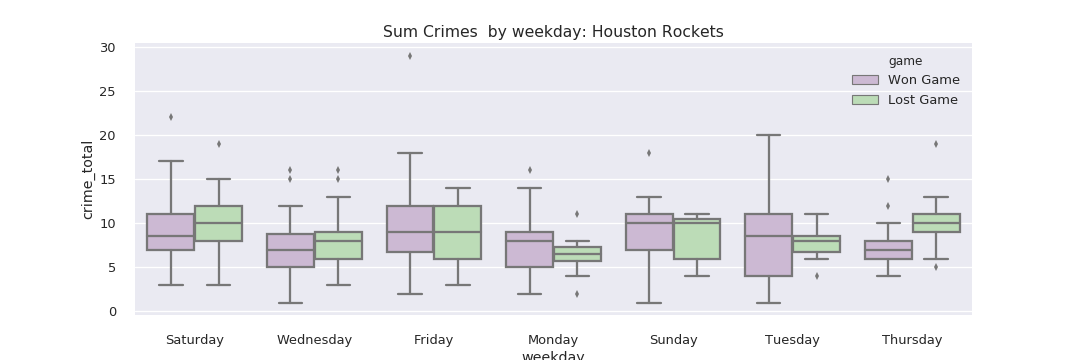 Sum Crimes  by weekday: Houston Rockets
crime_total
30
25
20
15
10
5
0
game
Won Game
Lost Game
Saturday Wednesday Friday Monday Sunday Tuesday Thursday
weekday